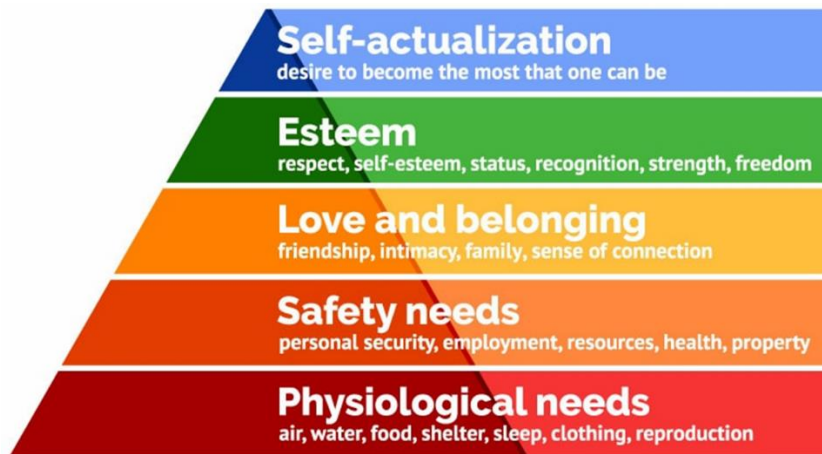 Self-actualization
desire to become the most that one can be
Esteem
respect, self-esteem, status, recognition, strength, freedom
Love and belonging
friendship, intimacy, family, sense of connection
Safety needs
personal security, employment, resources, health, property
Physiological needs
air, water, food, shelter, sleep, clothing, reproduction